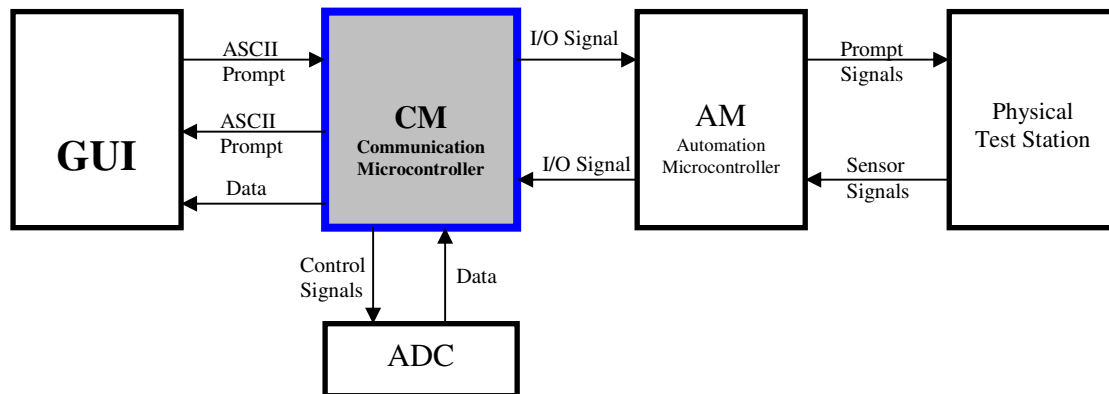 GUI
ASCII
Prompt
ASCII
Prompt
Data
CM
Communication
Microcontroller
I/O Signal
I/O Signal
AM
Automation
Microcontroller
Prompt
Signals
Sensor
Signals
Physical
Test Station
Control
Signals
Data
ADC